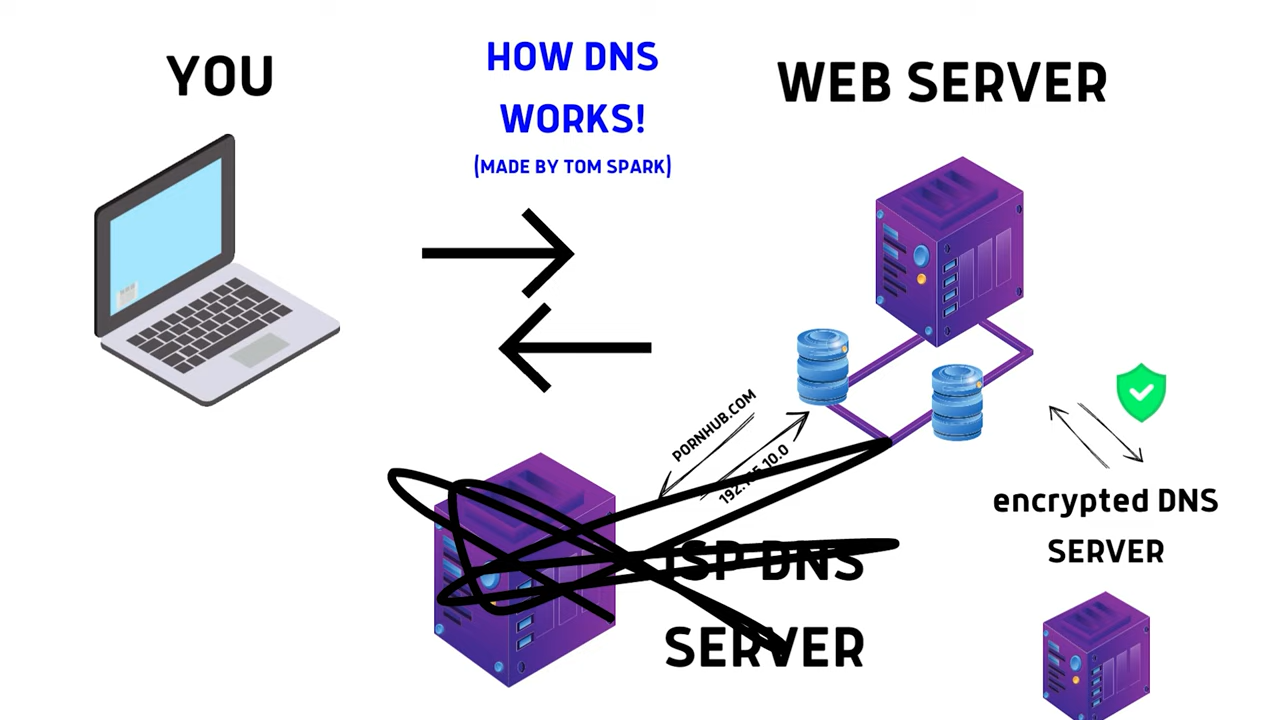 YOU
HOW DNS
WORKS!
(MADE BY TOM SPARK)
WEB SERVER
PORNHUB.COM
10.0
encrypted DNS
SERVER
ISP DNS
SERVER